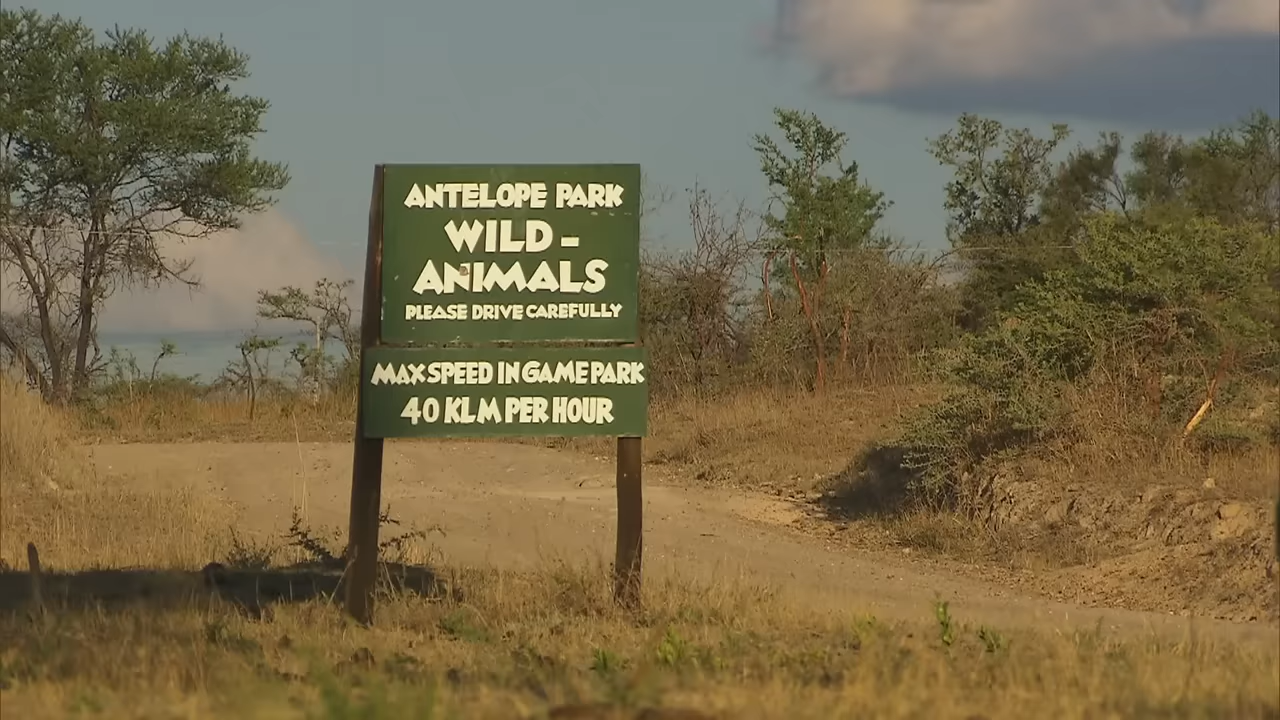 ANTELOPE PARK
WILD -
ANIMALS
PLEASE DRIVE CAREFULLY
MAX SPEED IN GAME PARK
40 KLM PER HOUR